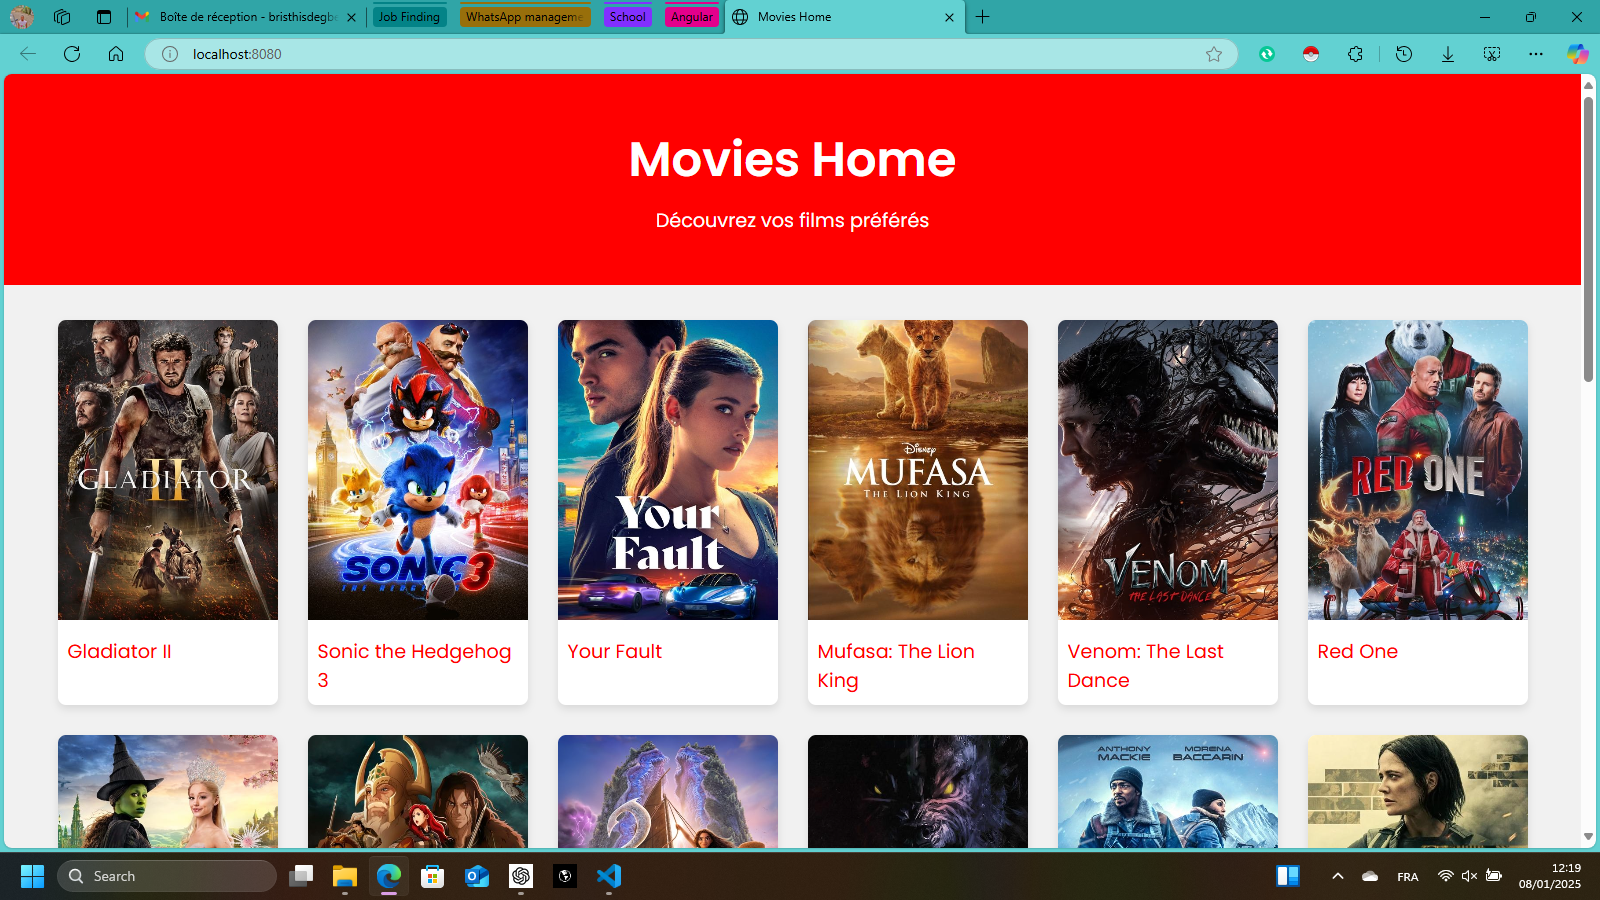 Boîte de réception - bristhisdegbe
Job Finding
WhatsApp manageme
School
Angular
Movies Home
localhost:8080
Movies Home
Découvrez vos films préférés
GLADIATOR
II
SONIC 3
THE HEDGEHOG
Your
Fault
Disney
MUFASA
THE LION KING
VENOM
THE LAST DANCE
RED ONE
Gladiator II
Sonic the Hedgehog
3
Your Fault
Mufasa: The Lion
King
Venom: The Last
Dance
Red One
ANTHONY
MACKIE
MORENA
BACCARIN
Search
FRA
12:19
08/01/2025